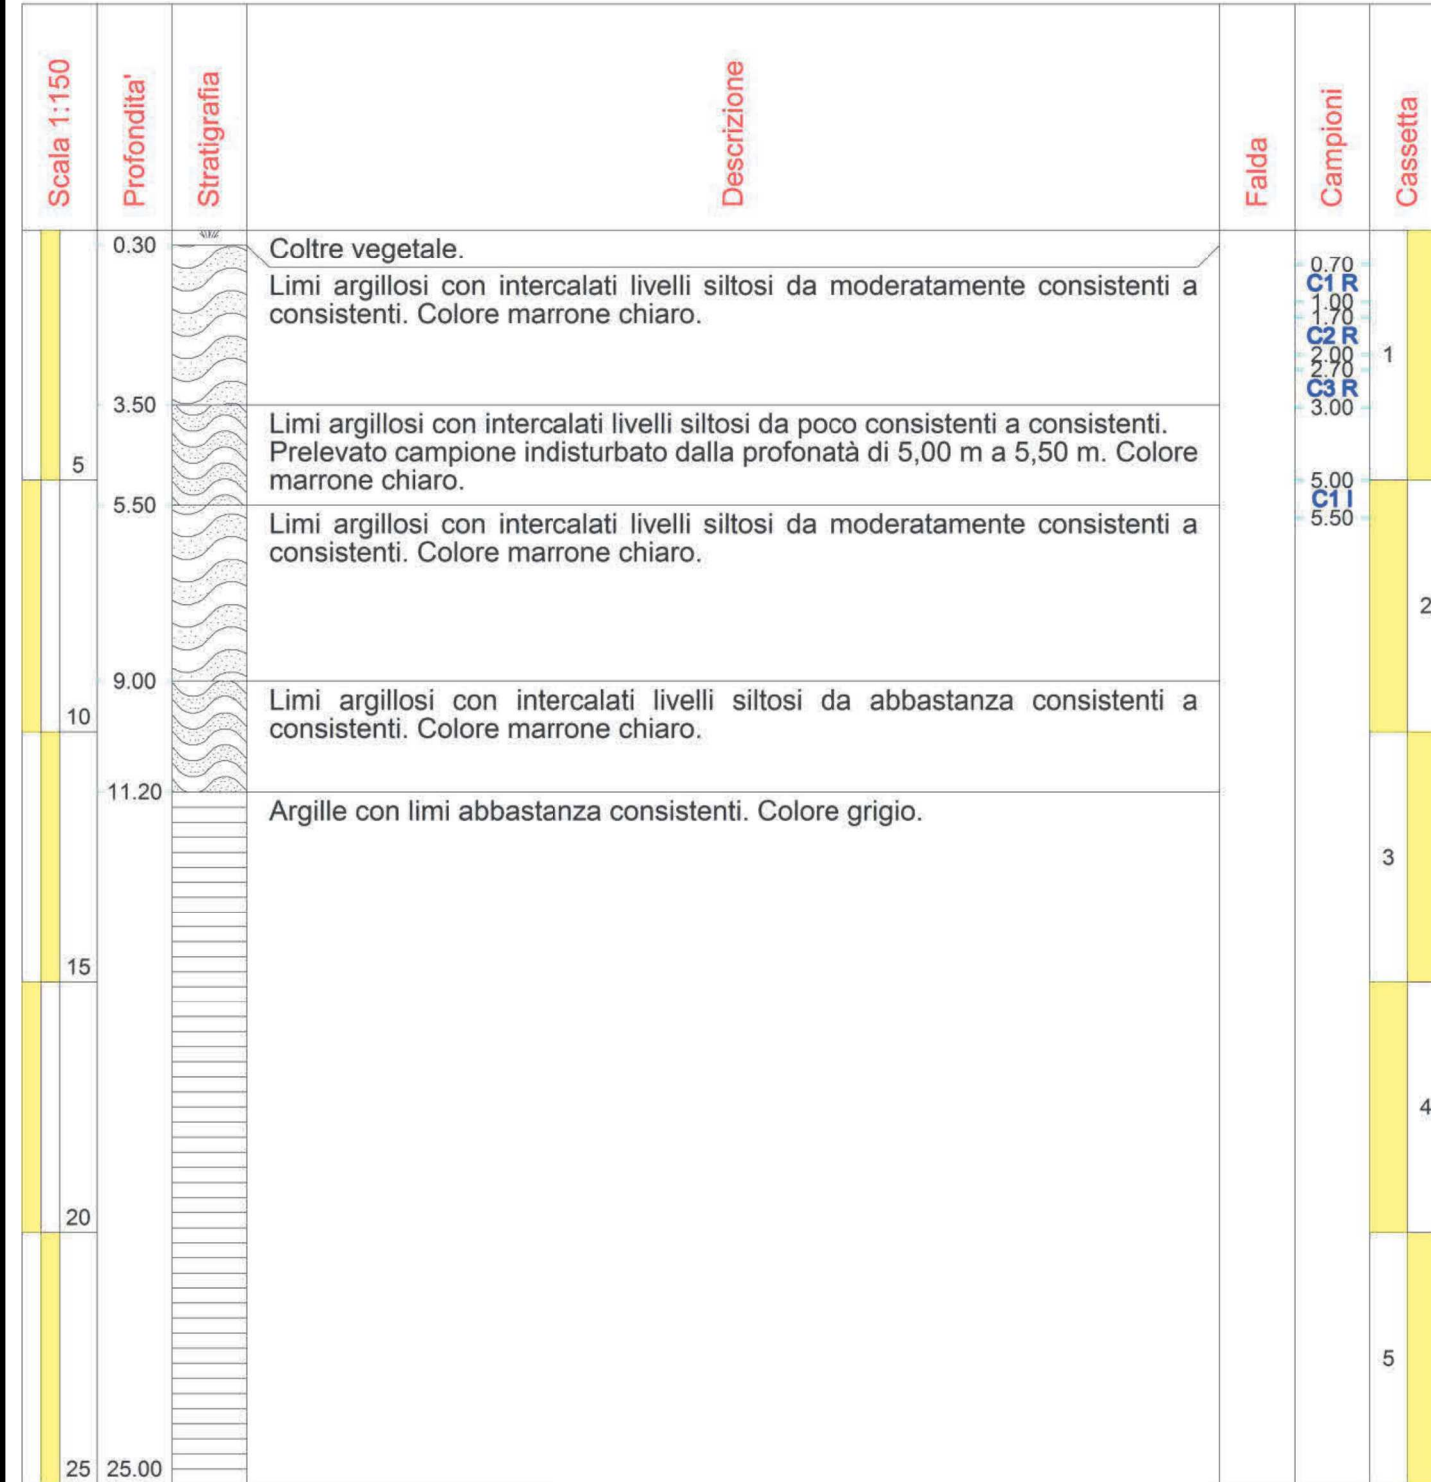 Scala 1:150
Profondita'
Stratigrafia
Descrizione
Falda
Campioni
Cassetta
0.30
Coltre vegetale.
Limi argillosi con intercalati livelli siltosi da moderatamente consistenti a
consistenti. Colore marrone chiaro.
0.70
C1 R
1.00
1.70
C2 R
2.00
2.70
C3 R
3.00
1
3.50
Limi argillosi con intercalati livelli siltosi da poco consistenti a consistenti.
Prelevato campione indisturbato dalla profonatà di 5,00 m a 5,50 m. Colore
marrone chiaro.
5
5.00
C1 I
5.50
5.50
Limi argillosi con intercalati livelli siltosi da moderatamente consistenti a
consistenti. Colore marrone chiaro.
2
9.00
Limi argillosi con intercalati livelli siltosi da abbastanza consistenti a
consistenti. Colore marrone chiaro.
10
11.20
Argille con limi abbastanza consistenti. Colore grigio.
3
15
4
20
5
25
25.00